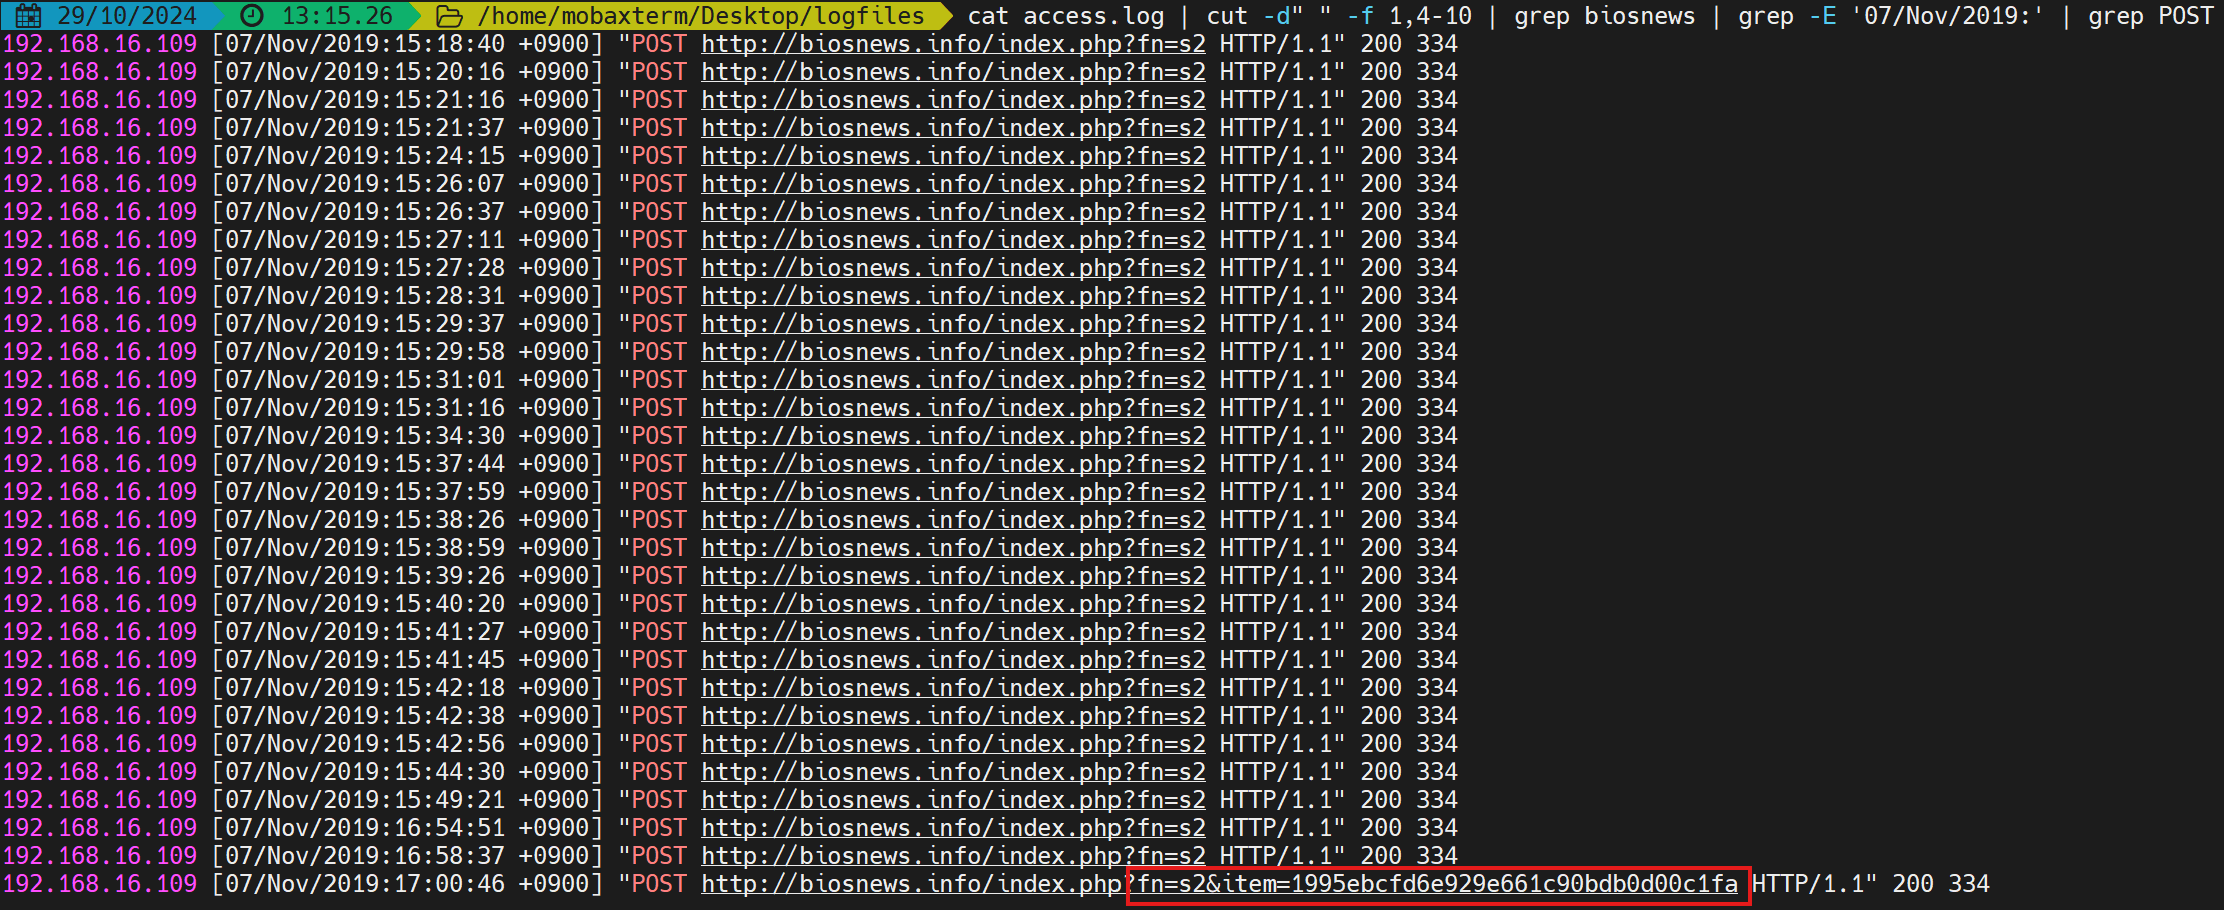 29/10/2024 13:15.26 /home/mobaxterm/Desktop/logfiles cat access.log | cut -d" " -f 1,4-10 | grep biosnews | grep -E '07/Nov/2019:' | grep POST
192.168.16.109 [07/Nov/2019:15:18:40 +0900] "POST http://biosnews.info/index.php?fn=s2 HTTP/1.1" 200 334
192.168.16.109 [07/Nov/2019:15:20:16 +0900] "POST http://biosnews.info/index.php?fn=s2 HTTP/1.1" 200 334
192.168.16.109 [07/Nov/2019:15:21:16 +0900] "POST http://biosnews.info/index.php?fn=s2 HTTP/1.1" 200 334
192.168.16.109 [07/Nov/2019:15:21:37 +0900] "POST http://biosnews.info/index.php?fn=s2 HTTP/1.1" 200 334
192.168.16.109 [07/Nov/2019:15:24:15 +0900] "POST http://biosnews.info/index.php?fn=s2 HTTP/1.1" 200 334
192.168.16.109 [07/Nov/2019:15:26:07 +0900] "POST http://biosnews.info/index.php?fn=s2 HTTP/1.1" 200 334
192.168.16.109 [07/Nov/2019:15:26:37 +0900] "POST http://biosnews.info/index.php?fn=s2 HTTP/1.1" 200 334
192.168.16.109 [07/Nov/2019:15:27:11 +0900] "POST http://biosnews.info/index.php?fn=s2 HTTP/1.1" 200 334
192.168.16.109 [07/Nov/2019:15:27:28 +0900] "POST http://biosnews.info/index.php?fn=s2 HTTP/1.1" 200 334
192.168.16.109 [07/Nov/2019:15:28:31 +0900] "POST http://biosnews.info/index.php?fn=s2 HTTP/1.1" 200 334
192.168.16.109 [07/Nov/2019:15:29:37 +0900] "POST http://biosnews.info/index.php?fn=s2 HTTP/1.1" 200 334
192.168.16.109 [07/Nov/2019:15:29:58 +0900] "POST http://biosnews.info/index.php?fn=s2 HTTP/1.1" 200 334
192.168.16.109 [07/Nov/2019:15:31:01 +0900] "POST http://biosnews.info/index.php?fn=s2 HTTP/1.1" 200 334
192.168.16.109 [07/Nov/2019:15:31:16 +0900] "POST http://biosnews.info/index.php?fn=s2 HTTP/1.1" 200 334
192.168.16.109 [07/Nov/2019:15:34:30 +0900] "POST http://biosnews.info/index.php?fn=s2 HTTP/1.1" 200 334
192.168.16.109 [07/Nov/2019:15:37:44 +0900] "POST http://biosnews.info/index.php?fn=s2 HTTP/1.1" 200 334
192.168.16.109 [07/Nov/2019:15:37:59 +0900] "POST http://biosnews.info/index.php?fn=s2 HTTP/1.1" 200 334
192.168.16.109 [07/Nov/2019:15:38:26 +0900] "POST http://biosnews.info/index.php?fn=s2 HTTP/1.1" 200 334
192.168.16.109 [07/Nov/2019:15:38:59 +0900] "POST http://biosnews.info/index.php?fn=s2 HTTP/1.1" 200 334
192.168.16.109 [07/Nov/2019:15:39:26 +0900] "POST http://biosnews.info/index.php?fn=s2 HTTP/1.1" 200 334
192.168.16.109 [07/Nov/2019:15:40:20 +0900] "POST http://biosnews.info/index.php?fn=s2 HTTP/1.1" 200 334
192.168.16.109 [07/Nov/2019:15:41:27 +0900] "POST http://biosnews.info/index.php?fn=s2 HTTP/1.1" 200 334
192.168.16.109 [07/Nov/2019:15:41:45 +0900] "POST http://biosnews.info/index.php?fn=s2 HTTP/1.1" 200 334
192.168.16.109 [07/Nov/2019:15:42:18 +0900] "POST http://biosnews.info/index.php?fn=s2 HTTP/1.1" 200 334
192.168.16.109 [07/Nov/2019:15:42:38 +0900] "POST http://biosnews.info/index.php?fn=s2 HTTP/1.1" 200 334
192.168.16.109 [07/Nov/2019:15:42:56 +0900] "POST http://biosnews.info/index.php?fn=s2 HTTP/1.1" 200 334
192.168.16.109 [07/Nov/2019:15:44:30 +0900] "POST http://biosnews.info/index.php?fn=s2 HTTP/1.1" 200 334
192.168.16.109 [07/Nov/2019:15:49:21 +0900] "POST http://biosnews.info/index.php?fn=s2 HTTP/1.1" 200 334
192.168.16.109 [07/Nov/2019:16:54:51 +0900] "POST http://biosnews.info/index.php?fn=s2 HTTP/1.1" 200 334
192.168.16.109 [07/Nov/2019:16:58:37 +0900] "POST http://biosnews.info/index.php?fn=s2 HTTP/1.1" 200 334
192.168.16.109 [07/Nov/2019:17:00:46 +0900] "POST http://biosnews.info/index.php?fn=s2&item=1995ebcfd6e929e661c90bdb0d00c1fa HTTP/1.1" 200 334